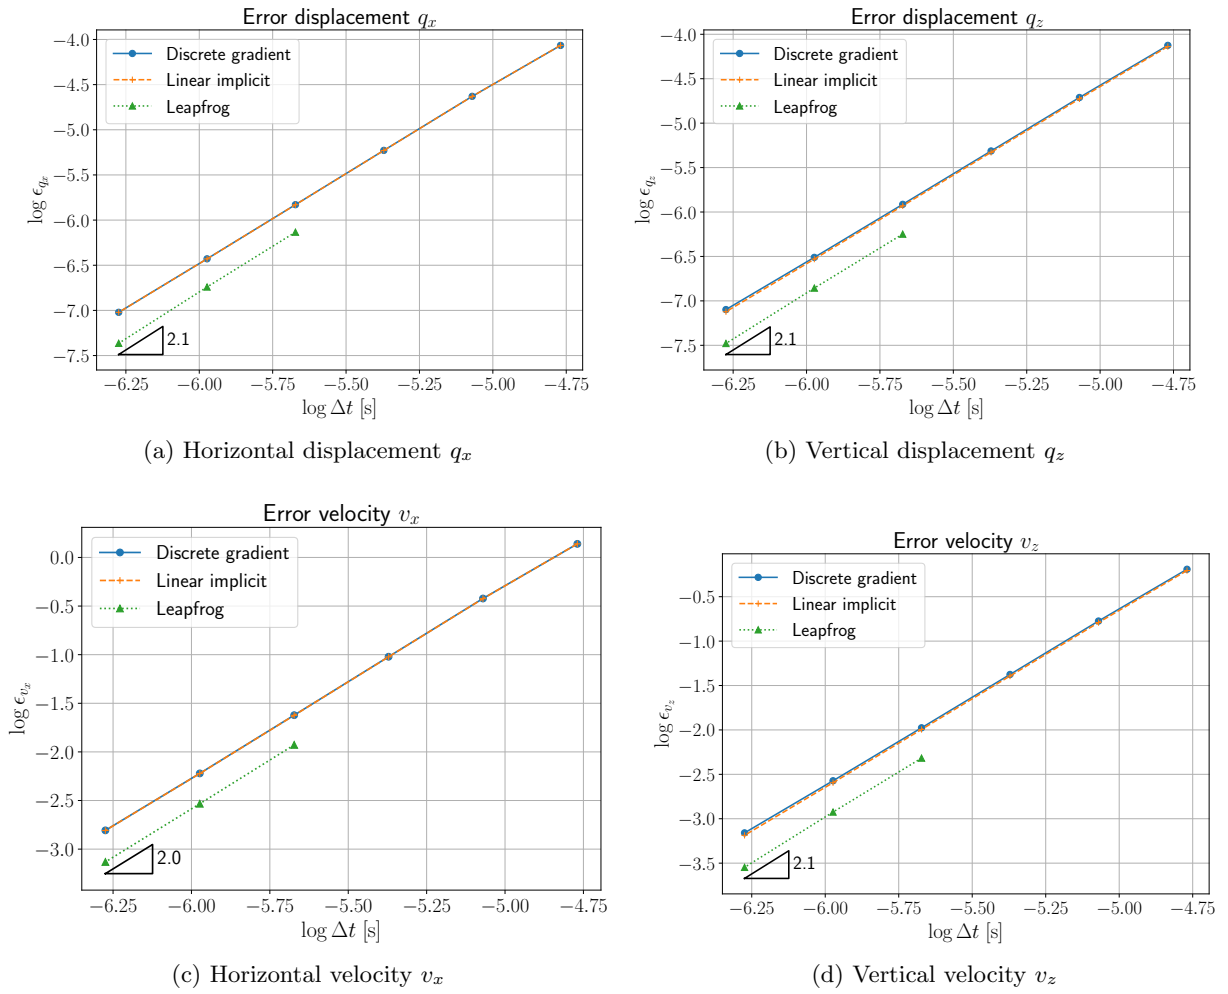 Error displacement $q_x$
Discrete gradient
Linear implicit
Leapfrog
$\log \epsilon_{q_x}$
−4.0
−4.5
−5.0
−5.5
−6.0
−6.5
−7.0
−7.5
2.1
−6.25 −6.00 −5.75 −5.50 −5.25 −5.00 −4.75
$\log \Delta t$ [s]
(a) Horizontal displacement $q_x$
Error displacement $q_z$
Discrete gradient
Linear implicit
Leapfrog
$\log \epsilon_{q_z}$
−4.0
−4.5
−5.0
−5.5
−6.0
−6.5
−7.0
−7.5
2.1
−6.25 −6.00 −5.75 −5.50 −5.25 −5.00 −4.75
$\log \Delta t$ [s]
(b) Vertical displacement $q_z$
Error velocity $v_x$
Discrete gradient
Linear implicit
Leapfrog
$\log \epsilon_{v_x}$
0.0
−0.5
−1.0
−1.5
−2.0
−2.5
−3.0
2.0
−6.25 −6.00 −5.75 −5.50 −5.25 −5.00 −4.75
$\log \Delta t$ [s]
(c) Horizontal velocity $v_x$
Error velocity $v_z$
Discrete gradient
Linear implicit
Leapfrog
$\log \epsilon_{v_z}$
−0.5
−1.0
−1.5
−2.0
−2.5
−3.0
−3.5
2.1
−6.25 −6.00 −5.75 −5.50 −5.25 −5.00 −4.75
$\log \Delta t$ [s]
(d) Vertical velocity $v_z$